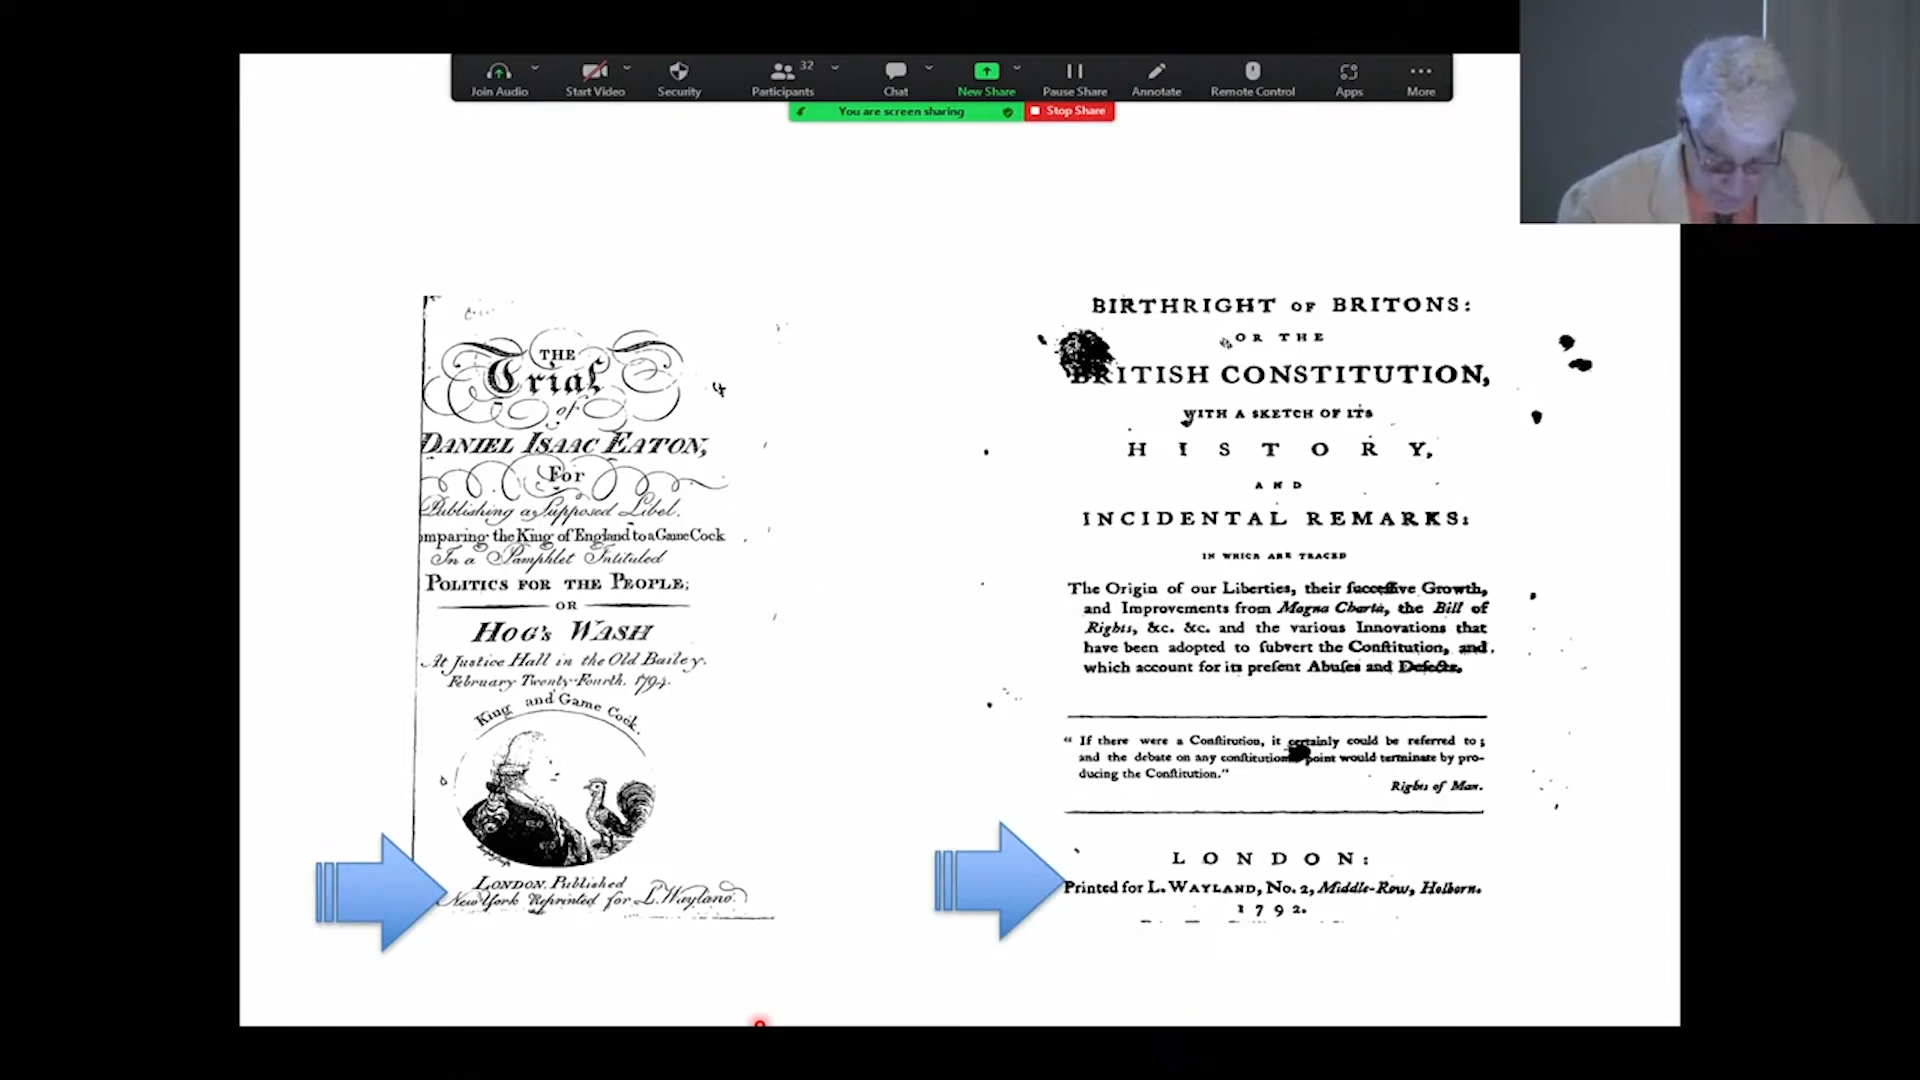 Join Audio
Start Video
Security
Participants
32
Chat
New Share
Pause Share
Annotate
Remote Control
Apps
More
You are screen sharing
Stop Share
THE
Trial
of
DANIEL ISAAC EATON,
For
Publishing a Supposed Libel,
omparing the King of England to a Game Cock
In a Pamphlet Intituled
POLITICS FOR THE PEOPLE;
OR
HOG's WASH
At Justice Hall in the Old Bailey.
February Twenty-Fourth, 1794.
King and Game Cock.
LONDON, Published
New York Reprinted for L. Wayland.
BIRTHRIGHT OF BRITONS:
OR THE
BRITISH CONSTITUTION,
WITH A SKETCH OF ITS
HISTORY,
AND
INCIDENTAL REMARKS:
IN WHICH ARE TRACED
The Origin of our Liberties, their ſucceſſive Growth,
and Improvements from Magna Charta, the Bill of
Rights, &c. &c. and the various Innovations that
have been adopted to ſubvert the Conſtitution, and
which account for its preſent Abuſes and Defects.
“ If there were a Conſtitution, it certainly could be referred to;
and the debate on any conſtitutional point would terminate by pro-
ducing the Conſtitution.”
Rights of Man.
LONDON:
Printed for L. WAYLAND, No. 2, Middle-Row, Holborn.
1792.